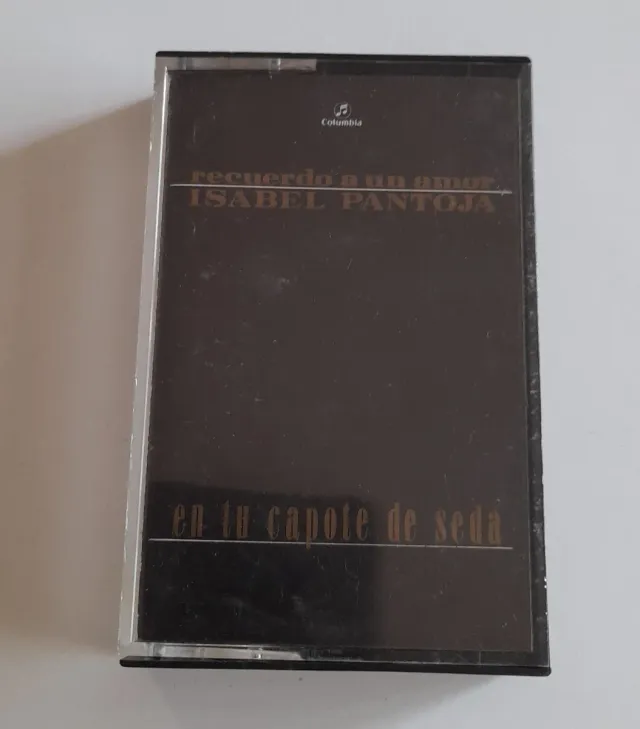 Columbia
recuerdo a un amor
ISABEL PANTOJA
en tu capote de seda